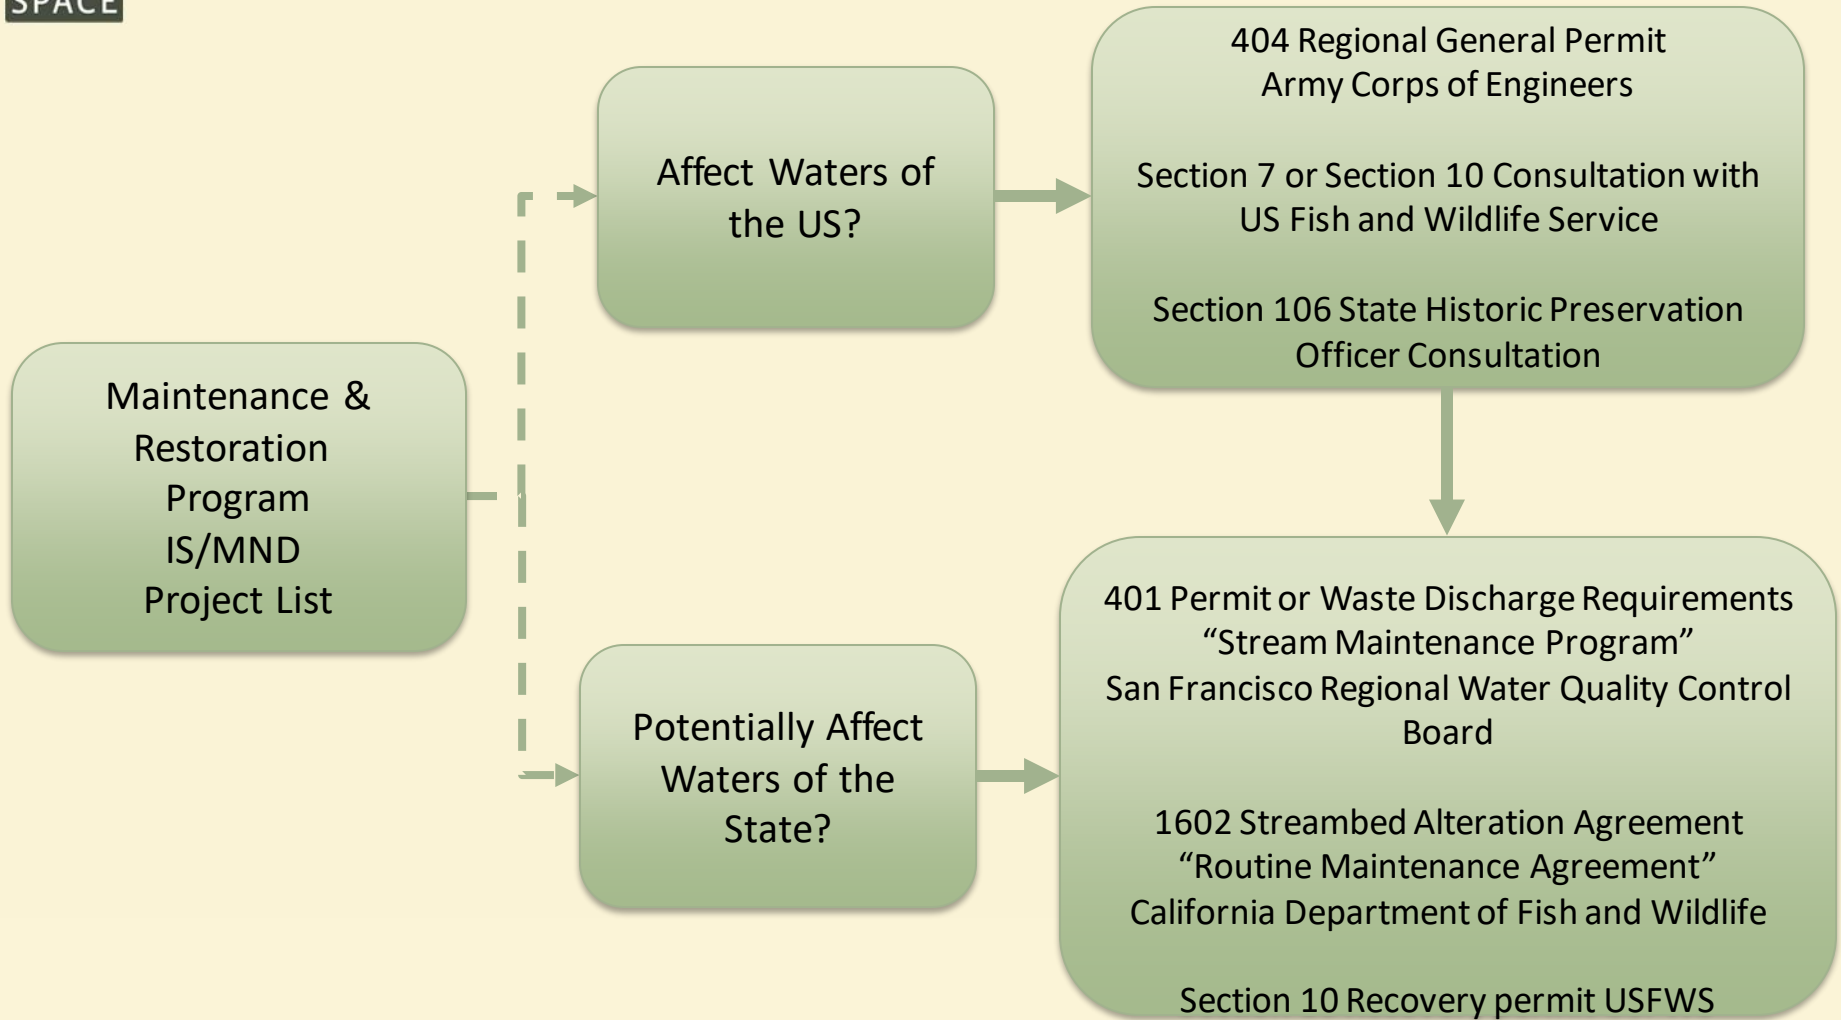 SPACE
404 Regional General Permit
Army Corps of Engineers
Section 7 or Section 10 Consultation with
US Fish and Wildlife Service
Section 106 State Historic Preservation
Officer Consultation
Affect Waters of
the US?
Maintenance &
Restoration
Program
IS/MND
Project List
Potentially Affect
Waters of the
State?
401 Permit or Waste Discharge Requirements
“Stream Maintenance Program”
San Francisco Regional Water Quality Control
Board
1602 Streambed Alteration Agreement
“Routine Maintenance Agreement”
California Department of Fish and Wildlife
Section 10 Recovery permit USFWS